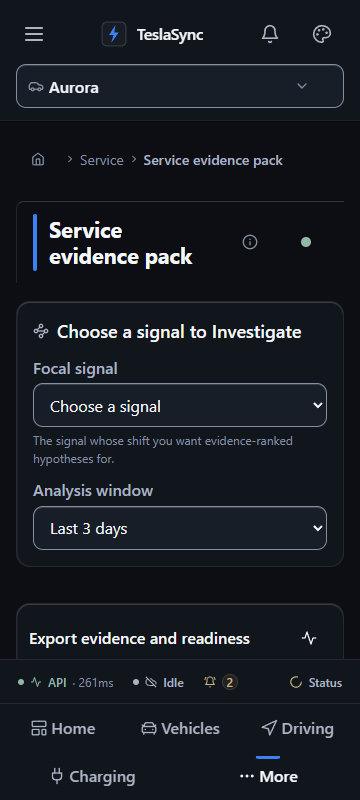 TeslaSync
Aurora
Service
Service evidence pack
Service
evidence pack
Choose a signal to Investigate
Focal signal
Choose a signal
The signal whose shift you want evidence-ranked
hypotheses for.
Analysis window
Last 3 days
Export evidence and readiness
API · 261ms
Idle
2
Status
Home
Vehicles
Driving
Charging
More